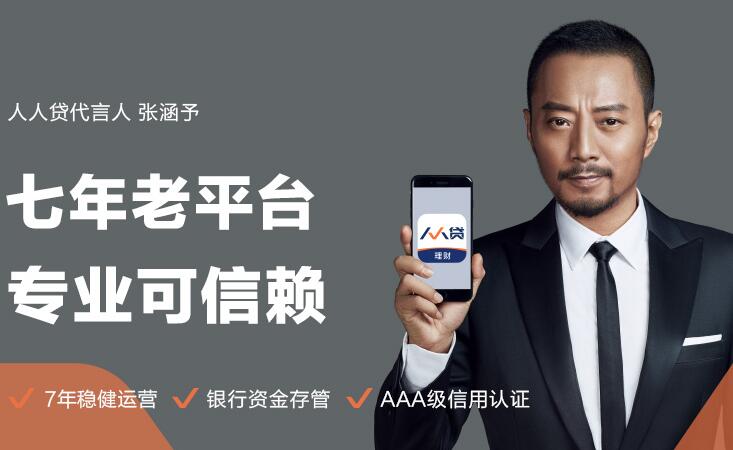 人人贷代言人 张涵予
七年老平台
专业可信赖
人人贷
理财
7年稳健运营 银行资金存管 AAA级信用认证